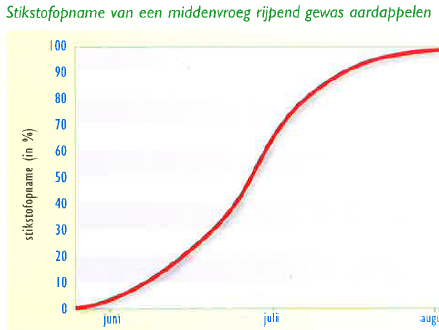 Stikstofopname van een middenvroeg rijpend gewas aardappelen
stikstofopname (in %)
100
90
80
70
60
50
40
30
20
10
0
juni
juli
augu